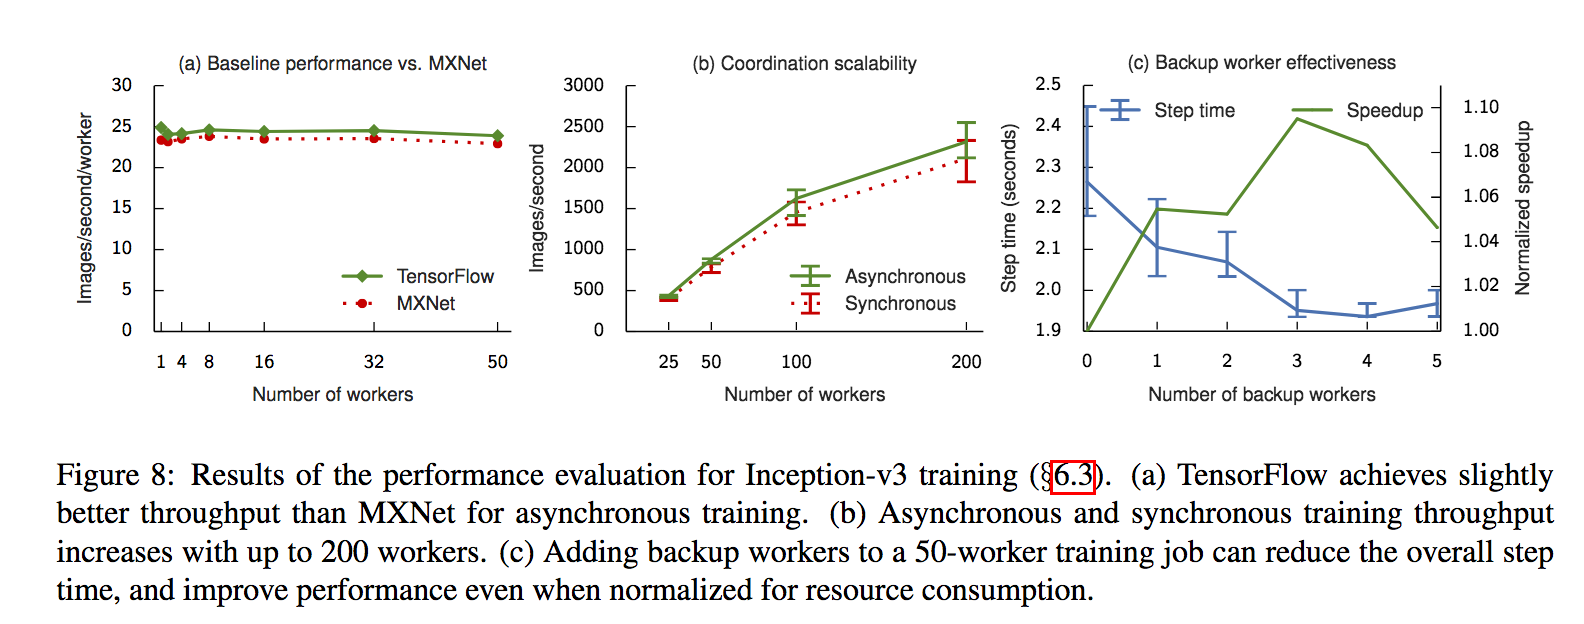 (a) Baseline performance vs. MXNet
30
25
20
15
10
5
0
Images/second/worker
TensorFlow
MXNet
1 4 8 16 32 50
Number of workers
(b) Coordination scalability
3000
2500
2000
1500
1000
500
0
Images/second
Asynchronous
Synchronous
25 50 100 200
Number of workers
(c) Backup worker effectiveness
2.5
2.4
2.3
2.2
2.1
2.0
1.9
Step time (seconds)
Step time
Speedup
1.10
1.08
1.06
1.04
1.02
1.00
Normalized speedup
0 1 2 3 4 5
Number of backup workers
Figure 8: Results of the performance evaluation for Inception-v3 training (§6.3). (a) TensorFlow achieves slightly
better throughput than MXNet for asynchronous training. (b) Asynchronous and synchronous training throughput
increases with up to 200 workers. (c) Adding backup workers to a 50-worker training job can reduce the overall step
time, and improve performance even when normalized for resource consumption.